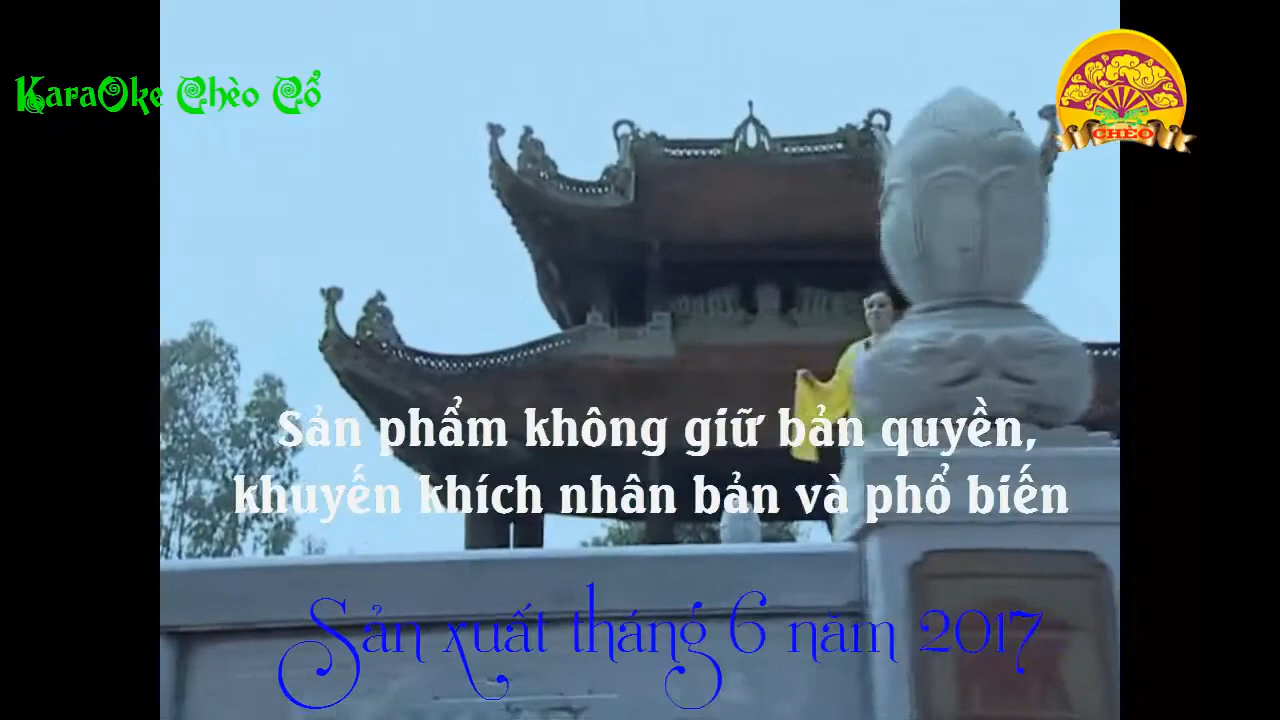 KaraOke Chèo Cổ
CHÈO
Sản phẩm không giữ bản quyền,
khuyến khích nhân bản và phổ biến
Sản xuất tháng 6 năm 2017